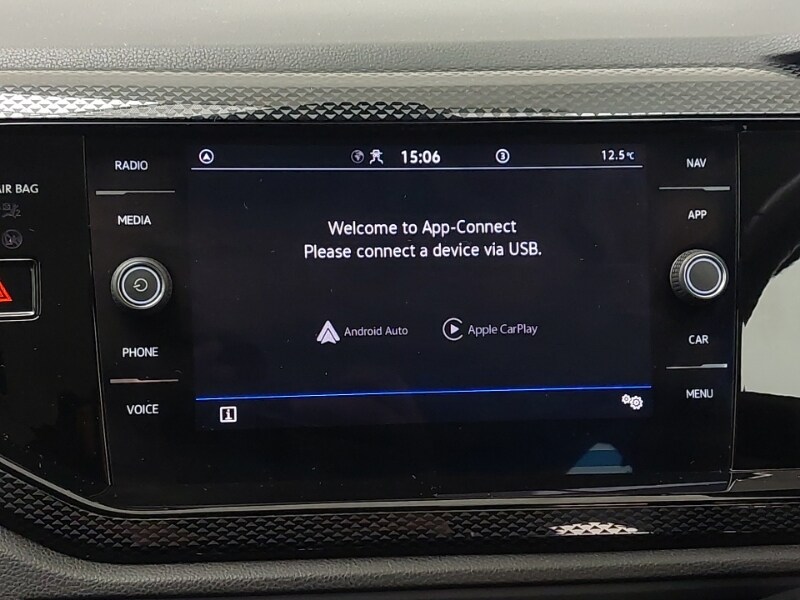 RADIO
MEDIA
PHONE
VOICE
AIR BAG
15:06
3
12.5°C
Welcome to App-Connect
Please connect a device via USB.
Android Auto
Apple CarPlay
i
NAV
APP
CAR
MENU